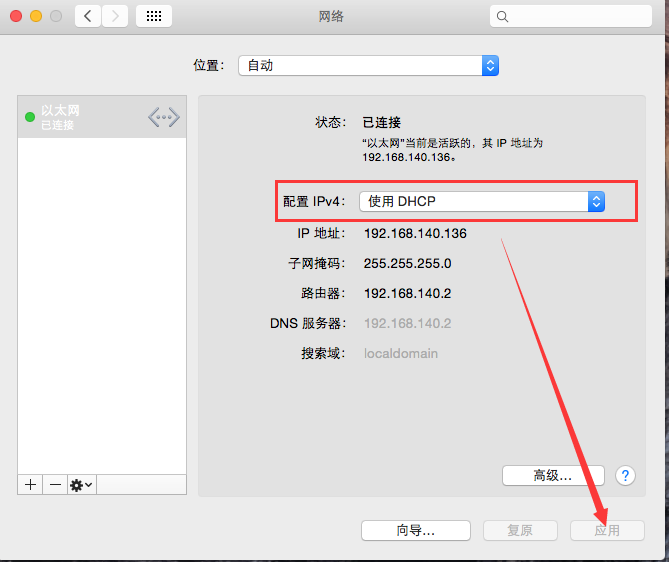 网络
位置： 自动
以太网
已连接
状态： 已连接
“以太网”当前是活跃的，其 IP 地址为
192.168.140.136。
配置 IPv4： 使用 DHCP
IP 地址： 192.168.140.136
子网掩码： 255.255.255.0
路由器： 192.168.140.2
DNS 服务器： 192.168.140.2
搜索域： localdomain
高级... ?
向导... 复原 应用